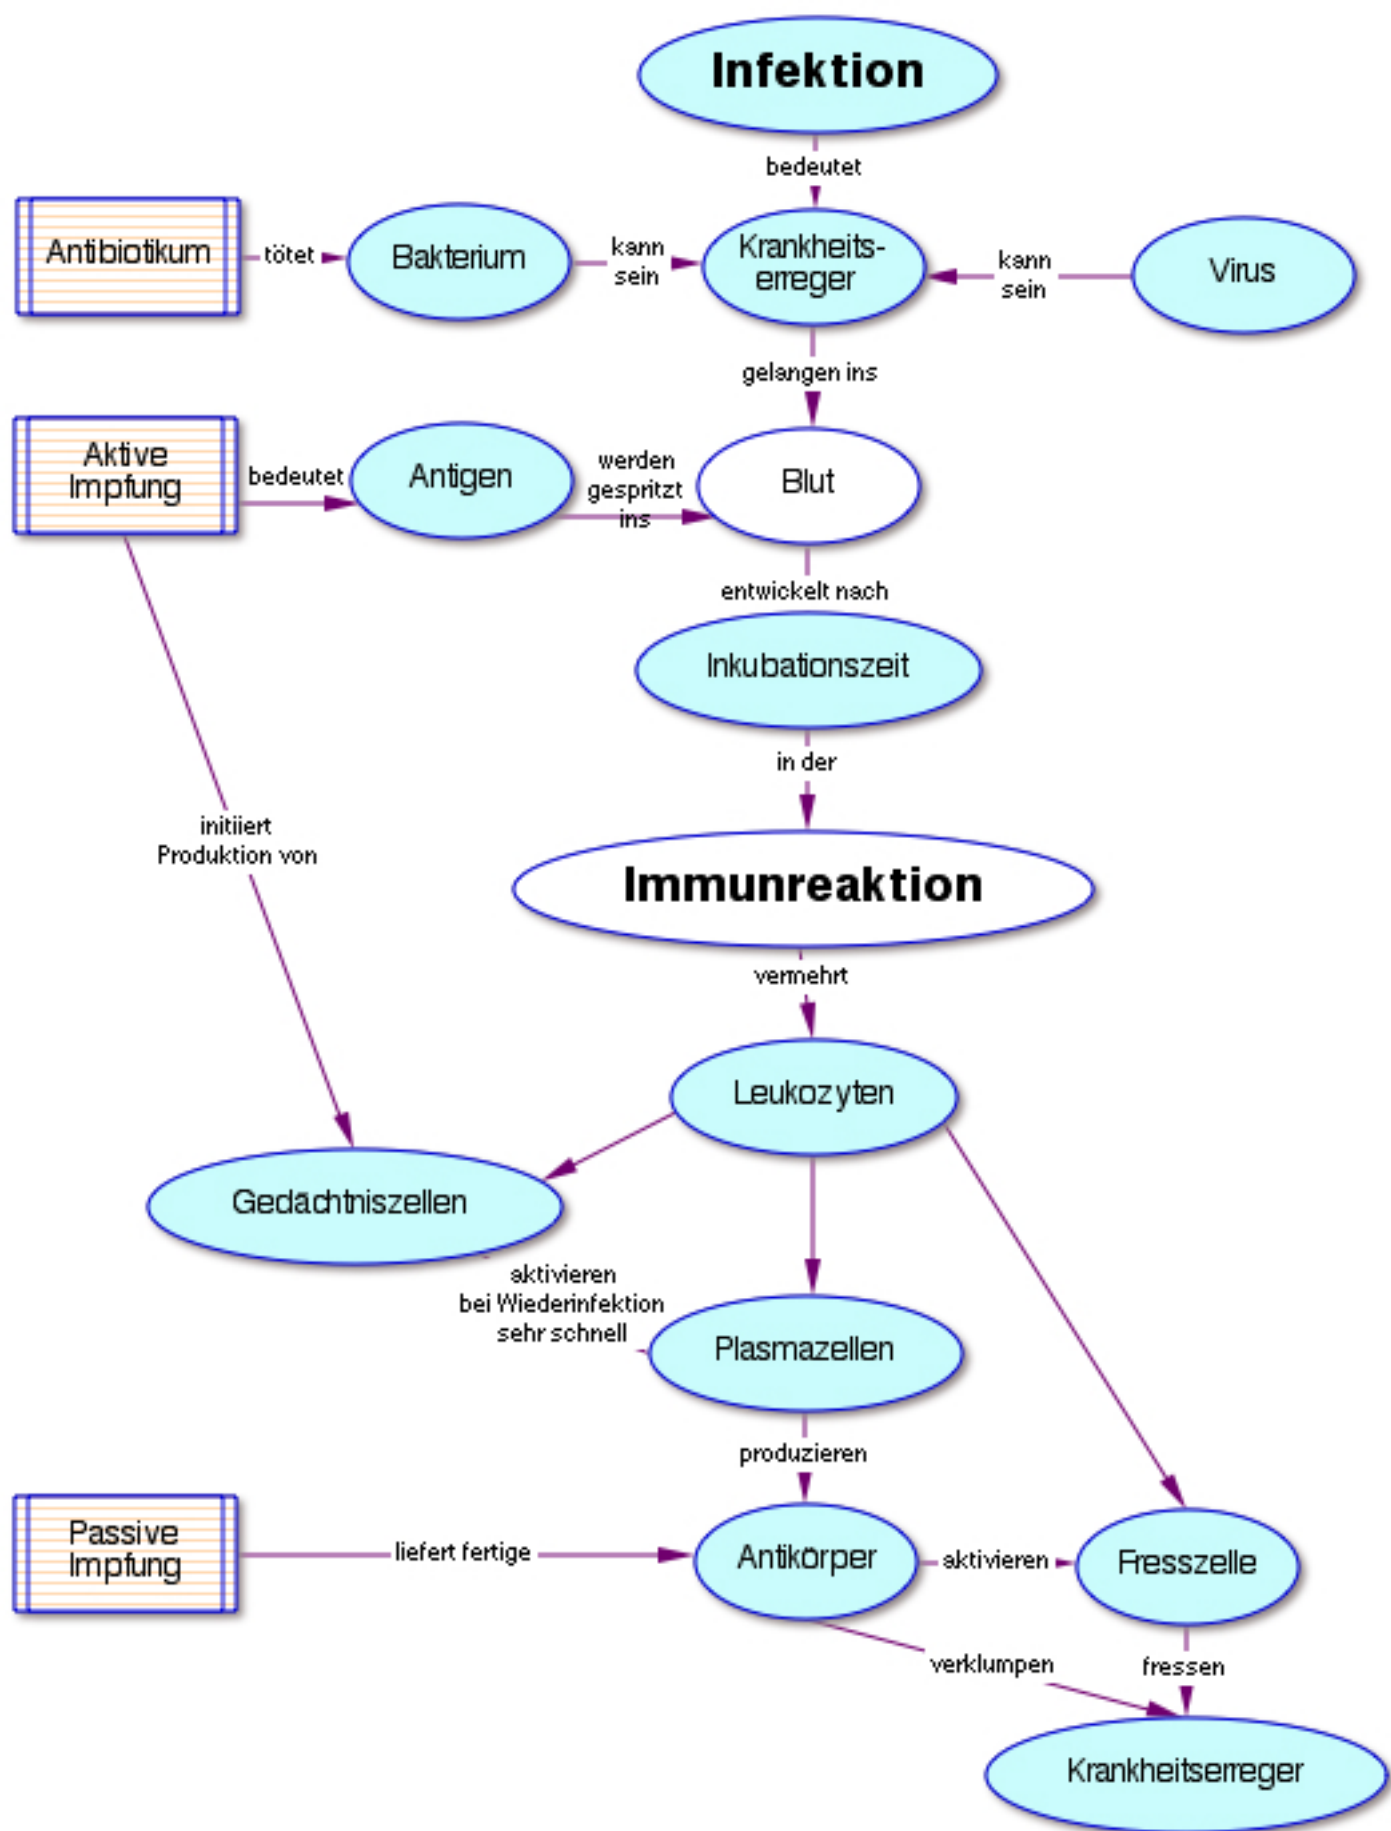 Infektion
bedeutet
Antibiotikum
tötet
Bakterium
kann
sein
Krankheits-
erreger
kann
sein
Virus
gelangen ins
Aktive
Impfung
bedeutet
Antigen
werden
gespritzt
ins
Blut
entwickelt nach
Inkubationszeit
in der
initiiert
Produktion von
Immunreaktion
vermehrt
Leukozyten
Gedächtniszellen
aktivieren
bei Wiederinfektion
sehr schnell
Plasmazellen
produzieren
Passive
Impfung
liefert fertige
Antikörper
aktivieren
Fresszelle
verklumpen
fressen
Krankheitserreger